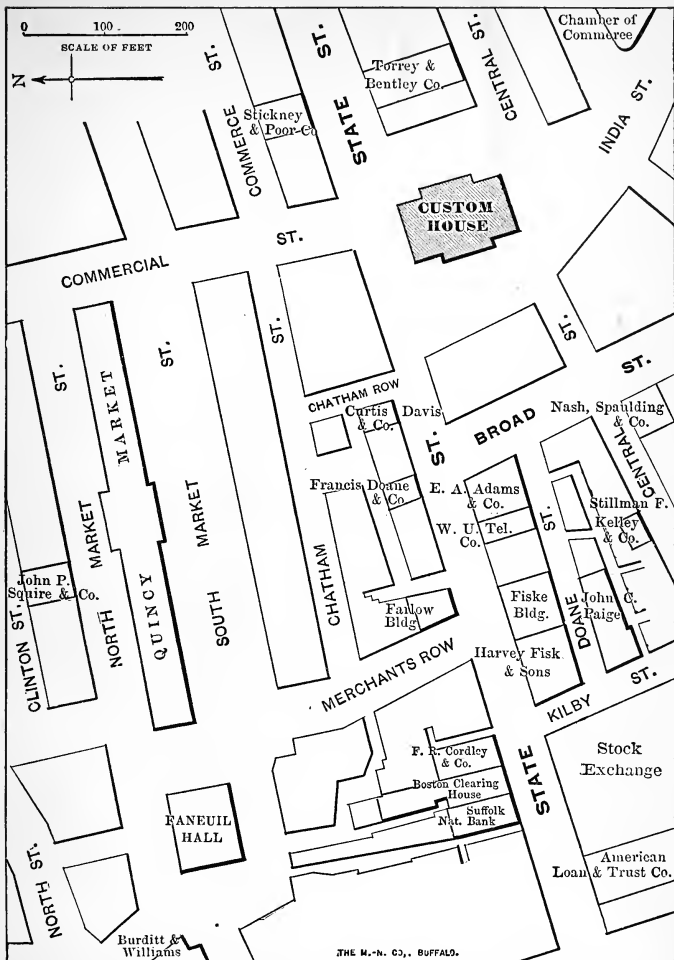 0 100 200
SCALE OF FEET
N
ST.
COMMERCE
Stickney
& Poor Co
ST.
STATE
Torrey &
Bentley Co.
CENTRAL ST.
Chamber of
Commerce
INDIA ST.
CUSTOM
HOUSE
COMMERCIAL
ST.
ST.
MARKET
ST.
ST.
CHATHAM ROW
Curtis Davis
& Co.
ST.
BROAD
ST.
ST.
Nash, Spaulding
& Co.
CENTRAL
Francis Doane
& Co.
E. A. Adams
& Co.
W. U. Tel.
Co.
ST.
Stillman F.
Kelley
& Co.
MARKET
MARKET
John P.
Squire & Co.
CLINTON ST.
NORTH
QUINCY
SOUTH
CHATHAM
Farlow
Bldg.
Fiske
Bldg.
DOANE
John C.
Paige
MERCHANTS ROW
Harvey Fisk
& Sons
KILBY
ST.
F. R. Cordley
& Co.
Boston Clearing
House
Suffolk
Nat. Bank
STATE
Stock
Exchange
FANEUIL
HALL
American
Loan & Trust Co.
NORTH ST.
Burditt &
Williams
THE M.-N. CO., BUFFALO.